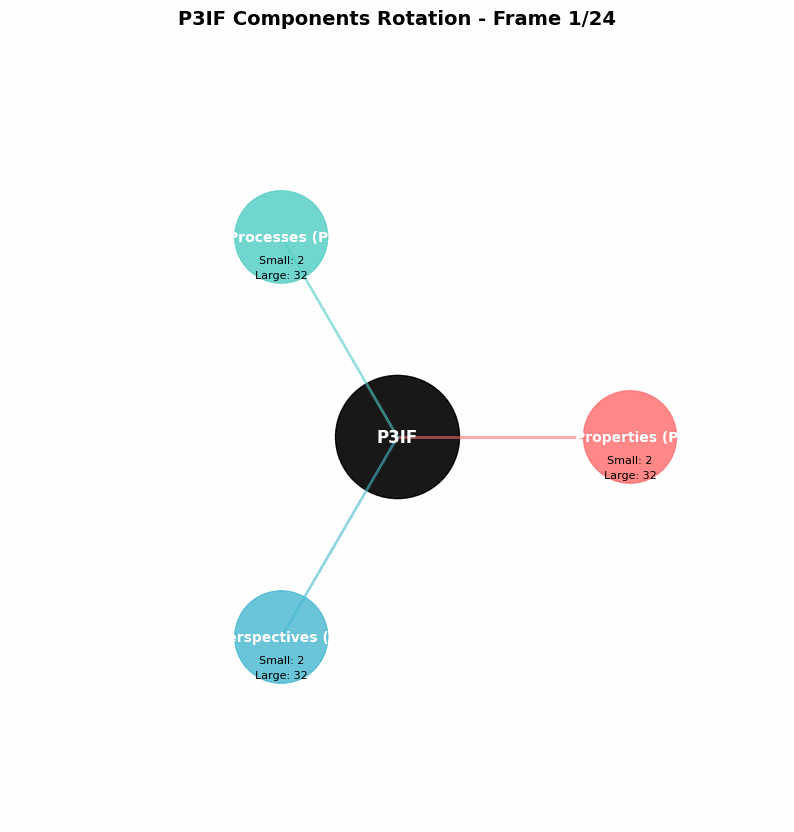 P3IF Components Rotation - Frame 1/24
Processes (P
Small: 2
Large: 32
P3IF
Properties (P
Small: 2
Large: 32
erspectives (
Small: 2
Large: 32